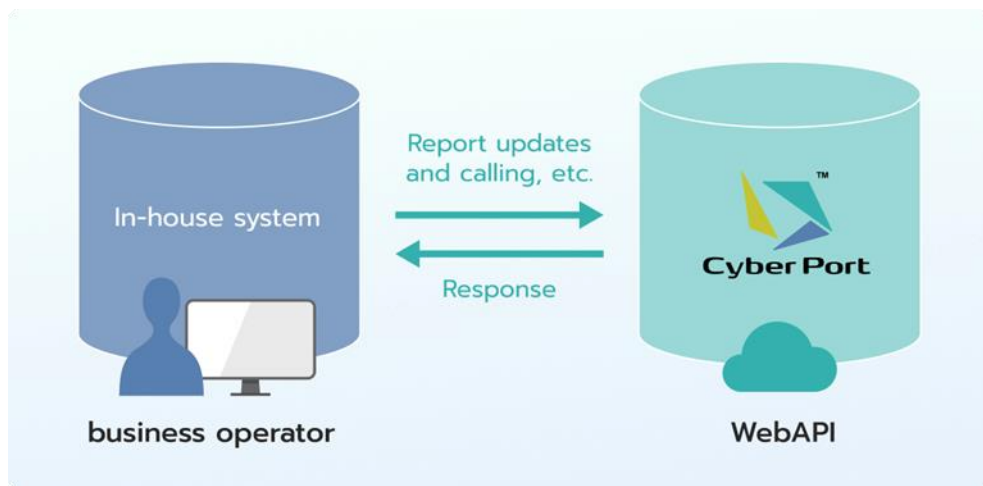 Report updates
and calling, etc.
In-house system
Response
TM
Cyber Port
business operator
WebAPI